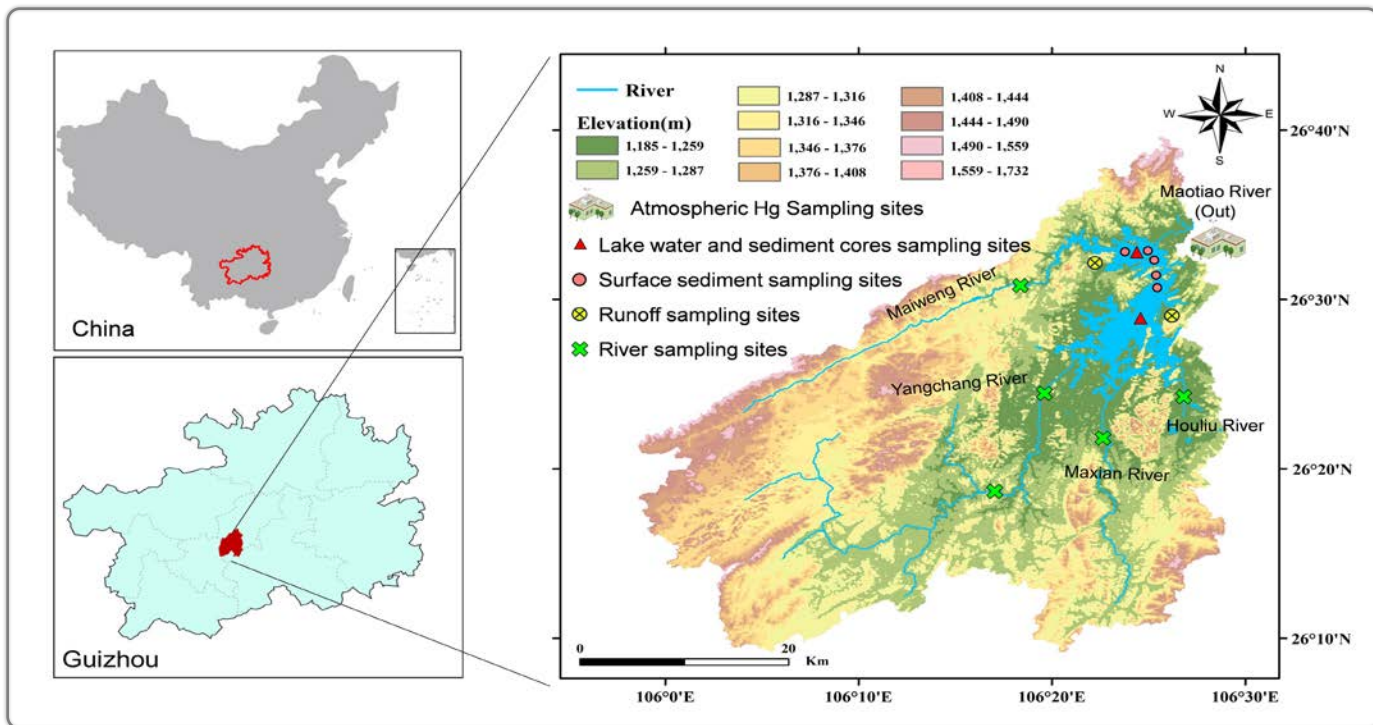 China
Guizhou
River
Elevation(m)
1,185 - 1,259
1,259 - 1,287
1,287 - 1,316
1,316 - 1,346
1,346 - 1,376
1,376 - 1,408
1,408 - 1,444
1,444 - 1,490
1,490 - 1,559
1,559 - 1,732
Atmospheric Hg Sampling sites
Lake water and sediment cores sampling sites
Surface sediment sampling sites
Runoff sampling sites
River sampling sites
N
W
E
S
Maotiao River
(Out)
Maiweng River
Yangchang River
Houliu River
Maxian River
26°40'N
26°30'N
26°20'N
26°10'N
0
20
Km
106°0'E
106°10'E
106°20'E
106°30'E